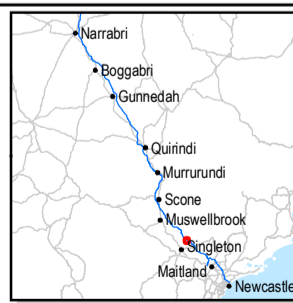 Narrabri
Boggabri
Gunnedah
Quirindi
Murrurundi
Scone
Muswellbrook
Singleton
Maitland
Newcastle